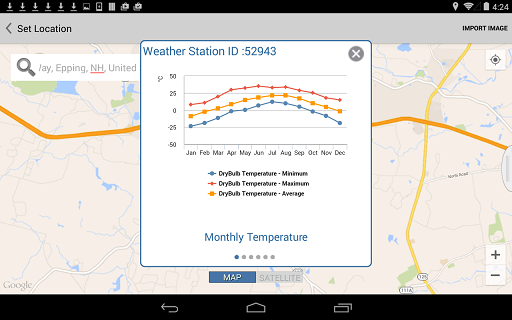 4:24
Set Location
IMPORT IMAGE
Way, Epping, NH, United
Weather Station ID :52943
°C
50
25
0
-25
-50
Jan Feb Mar Apr May Jun Jul Aug Sep Oct Nov Dec
DryBulb Temperature - Minimum
DryBulb Temperature - Maximum
DryBulb Temperature - Average
Monthly Temperature
MAP SATELLITE
North Road
125
111A
Google
+
−